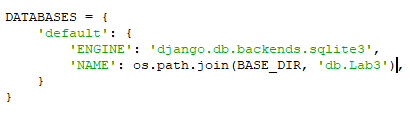 DATABASES = {
    'default': {
        'ENGINE': 'django.db.backends.sqlite3',
        'NAME': os.path.join(BASE_DIR, 'db.Lab3'),
    }
}